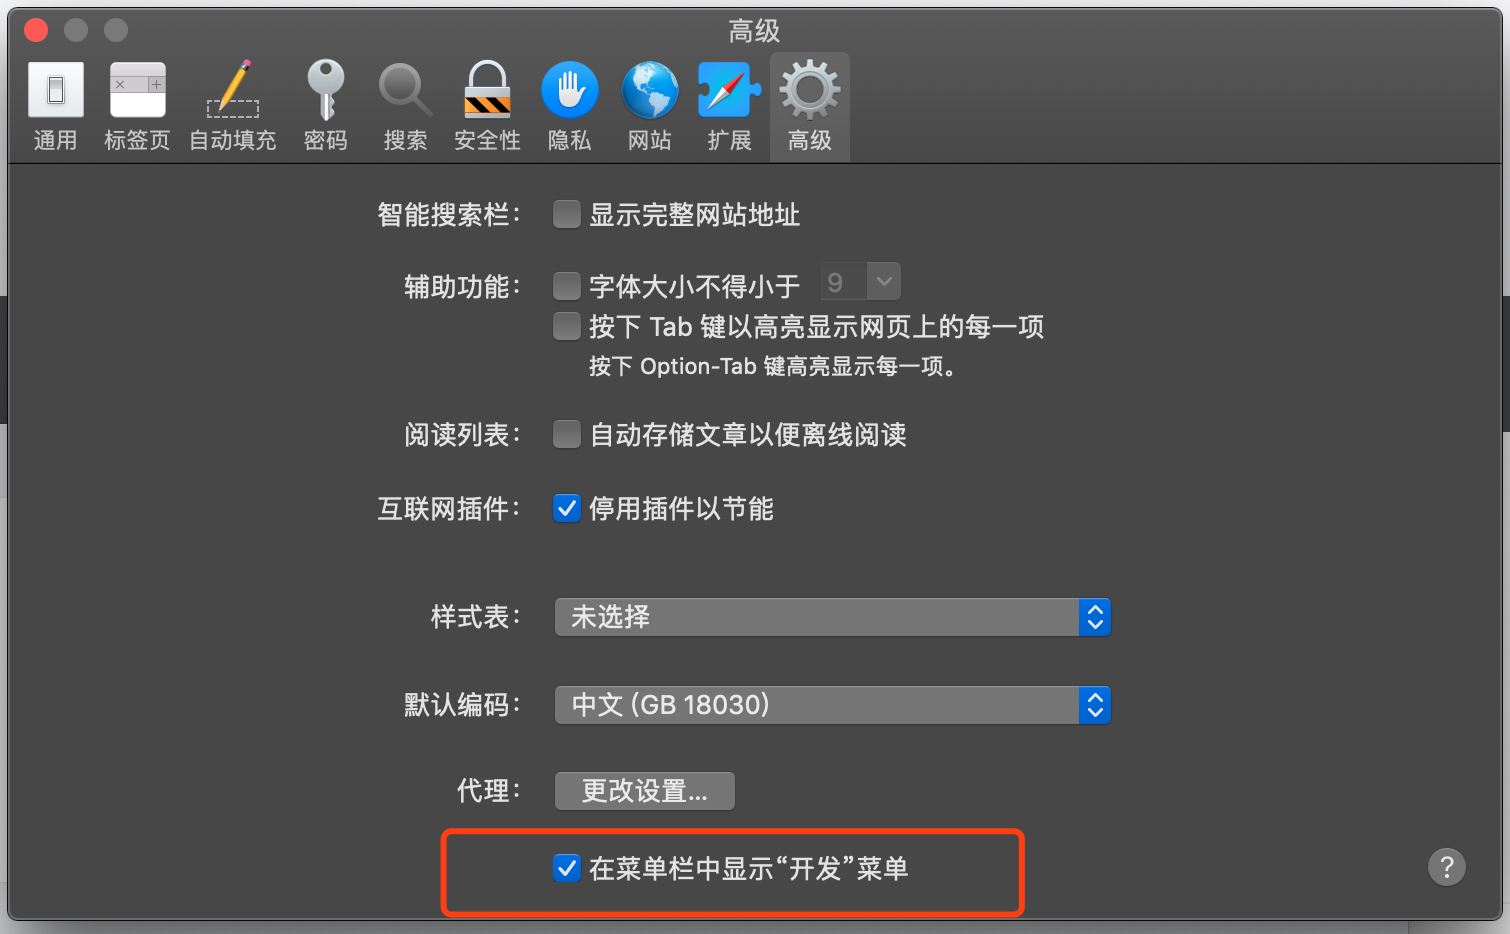 高级
通用 标签页 自动填充 密码 搜索 安全性 隐私 网站 扩展 高级
智能搜索栏： 显示完整网站地址
辅助功能： 字体大小不得小于 9
按下 Tab 键以高亮显示网页上的每一项
按下 Option-Tab 键高亮显示每一项。
阅读列表： 自动存储文章以便离线阅读
互联网插件： 停用插件以节能
样式表： 未选择
默认编码： 中文 (GB 18030)
代理： 更改设置...
在菜单栏中显示“开发”菜单
?